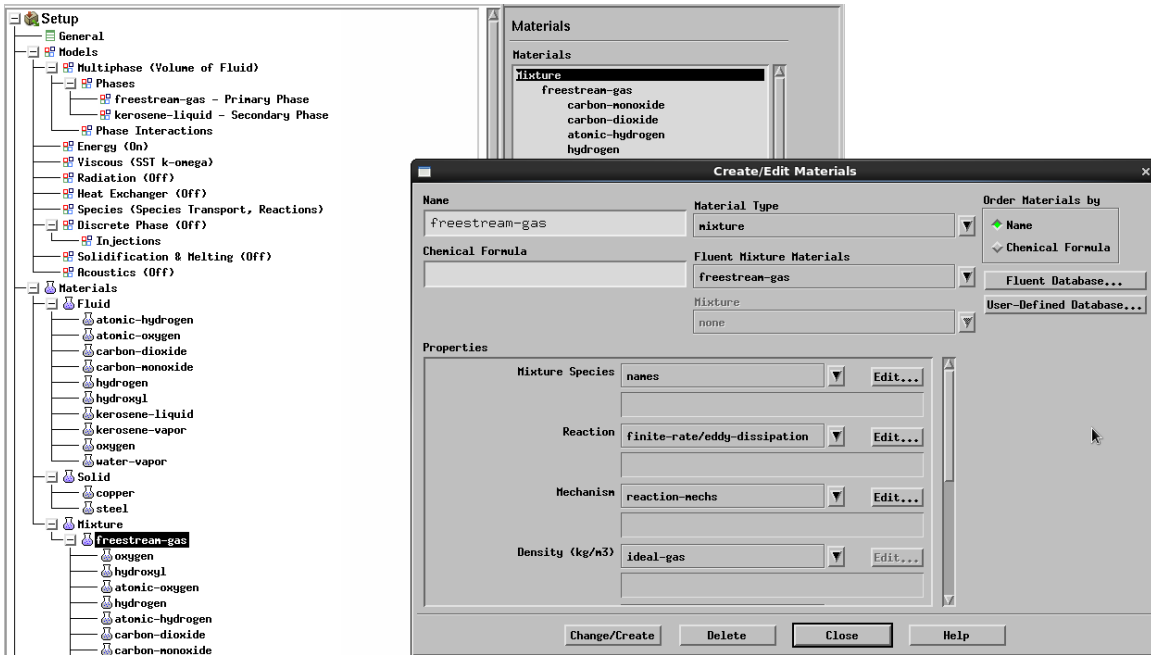 Setup
General
Models
Multiphase (Volume of Fluid)
Phases
freestream-gas - Primary Phase
kerosene-liquid - Secondary Phase
Phase Interactions
Energy (On)
Viscous (SST k-omega)
Radiation (Off)
Heat Exchanger (Off)
Species (Species Transport, Reactions)
Discrete Phase (Off)
Injections
Solidification & Melting (Off)
Acoustics (Off)
Materials
Fluid
atomic-hydrogen
atomic-oxygen
carbon-dioxide
carbon-monoxide
hydrogen
hydroxyl
kerosene-liquid
kerosene-vapor
oxygen
water-vapor
Solid
copper
steel
Mixture
freestream-gas
oxygen
hydroxyl
atomic-oxygen
hydrogen
atomic-hydrogen
carbon-dioxide
carbon-monoxide
Materials
Materials
Mixture
freestream-gas
carbon-monoxide
carbon-dioxide
atomic-hydrogen
hydrogen
Create/Edit Materials
Name
freestream-gas
Chemical Formula
Material Type
mixture
Fluent Mixture Materials
freestream-gas
Mixture
none
Order Materials by
Name
Chemical Formula
Fluent Database...
User-Defined Database...
Properties
Mixture Species names Edit...
Reaction finite-rate/eddy-dissipation Edit...
Mechanism reaction-mechs Edit...
Density (kg/m3) ideal-gas Edit...
Change/Create Delete Close Help